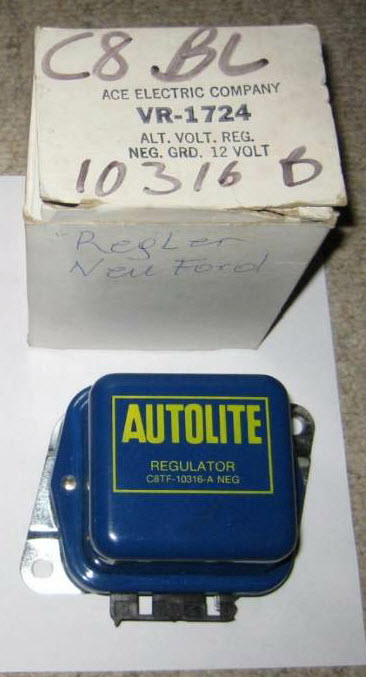 C8 BL
ACE ELECTRIC COMPANY
VR-1724
ALT. VOLT. REG.
NEG. GRD. 12 VOLT
10316 B
"Regler
Neu Ford
AUTOLITE
REGULATOR
C8TF-10316-A NEG